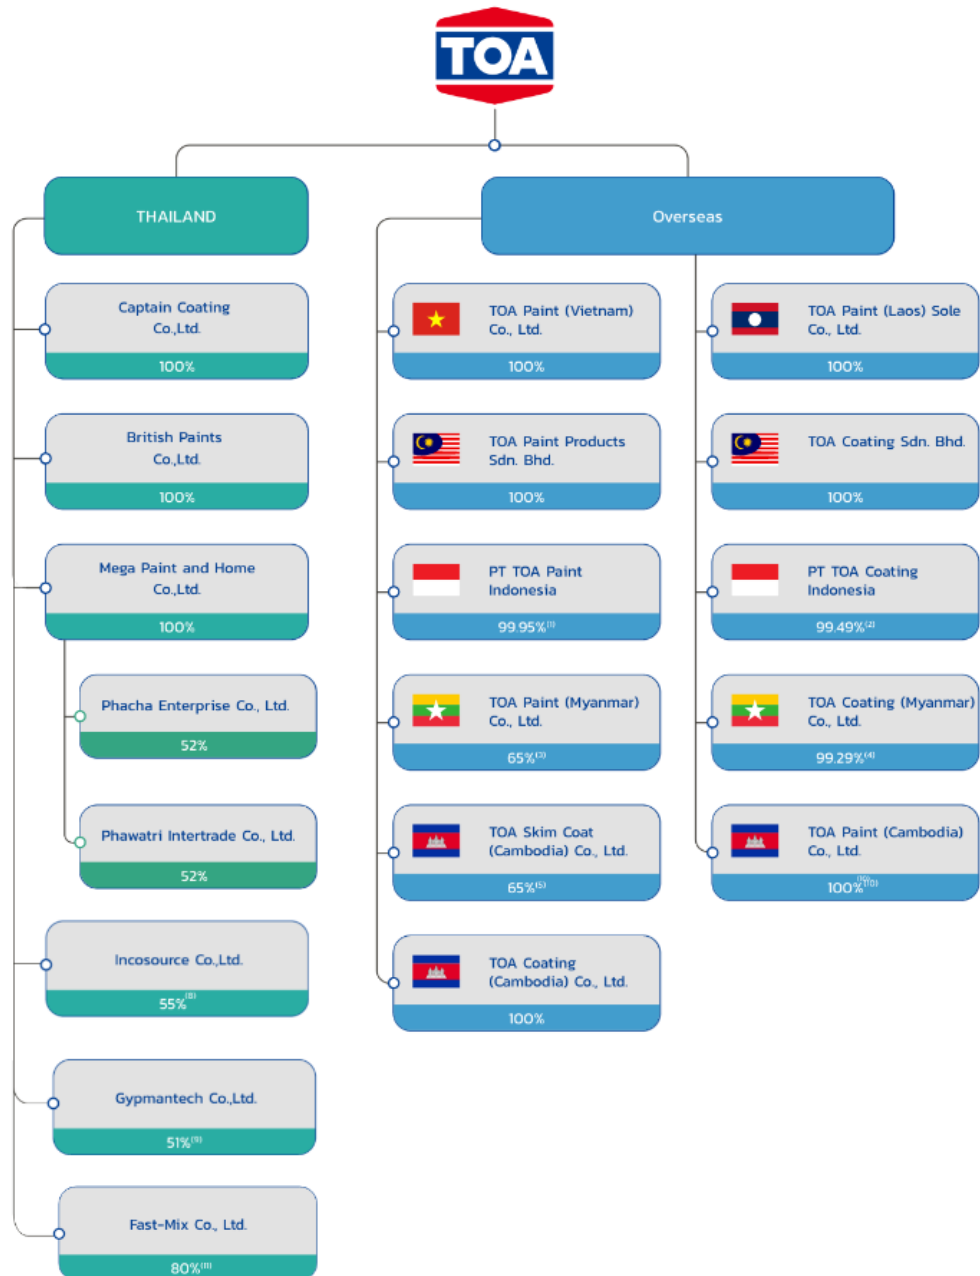 TOA
THAILAND
Captain Coating
Co.,Ltd.
100%
British Paints
Co.,Ltd.
100%
Mega Paint and Home
Co.,Ltd.
100%
Phacha Enterprise Co., Ltd.
52%
Phawatri Intertrade Co., Ltd.
52%
Incosource Co.,Ltd.
55%(8)
Gypmantech Co.,Ltd.
51%(9)
Fast-Mix Co., Ltd.
80%(11)
Overseas
TOA Paint (Vietnam)
Co., Ltd.
100%
TOA Paint Products
Sdn. Bhd.
100%
PT TOA Paint
Indonesia
99.95%(1)
TOA Paint (Myanmar)
Co., Ltd.
65%(3)
TOA Skim Coat
(Cambodia) Co., Ltd.
65%(5)
TOA Coating
(Cambodia) Co., Ltd.
100%
TOA Paint (Laos) Sole
Co., Ltd.
100%
TOA Coating Sdn. Bhd.
100%
PT TOA Coating
Indonesia
99.49%(2)
TOA Coating (Myanmar)
Co., Ltd.
99.29%(4)
TOA Paint (Cambodia)
Co., Ltd.
100%(10)